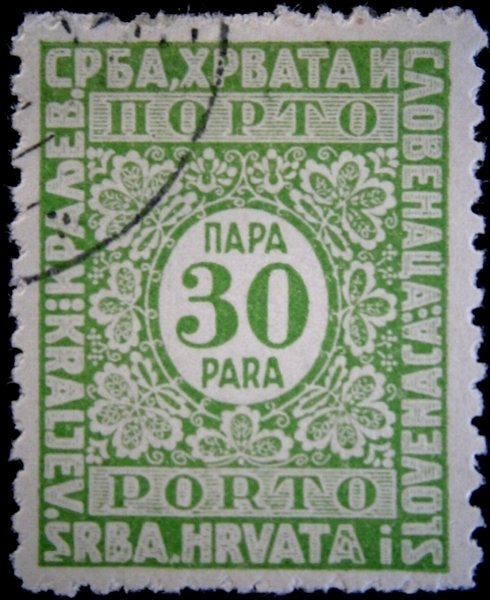 КРАЉЕВ.
СРБА, ХРВАТА И
СЛОВЕНАЦА
ПОРТО
ПАРА
30
PARA
PORTO
KRALJEV.
SRBA, HRVATA i
SLOVENACA